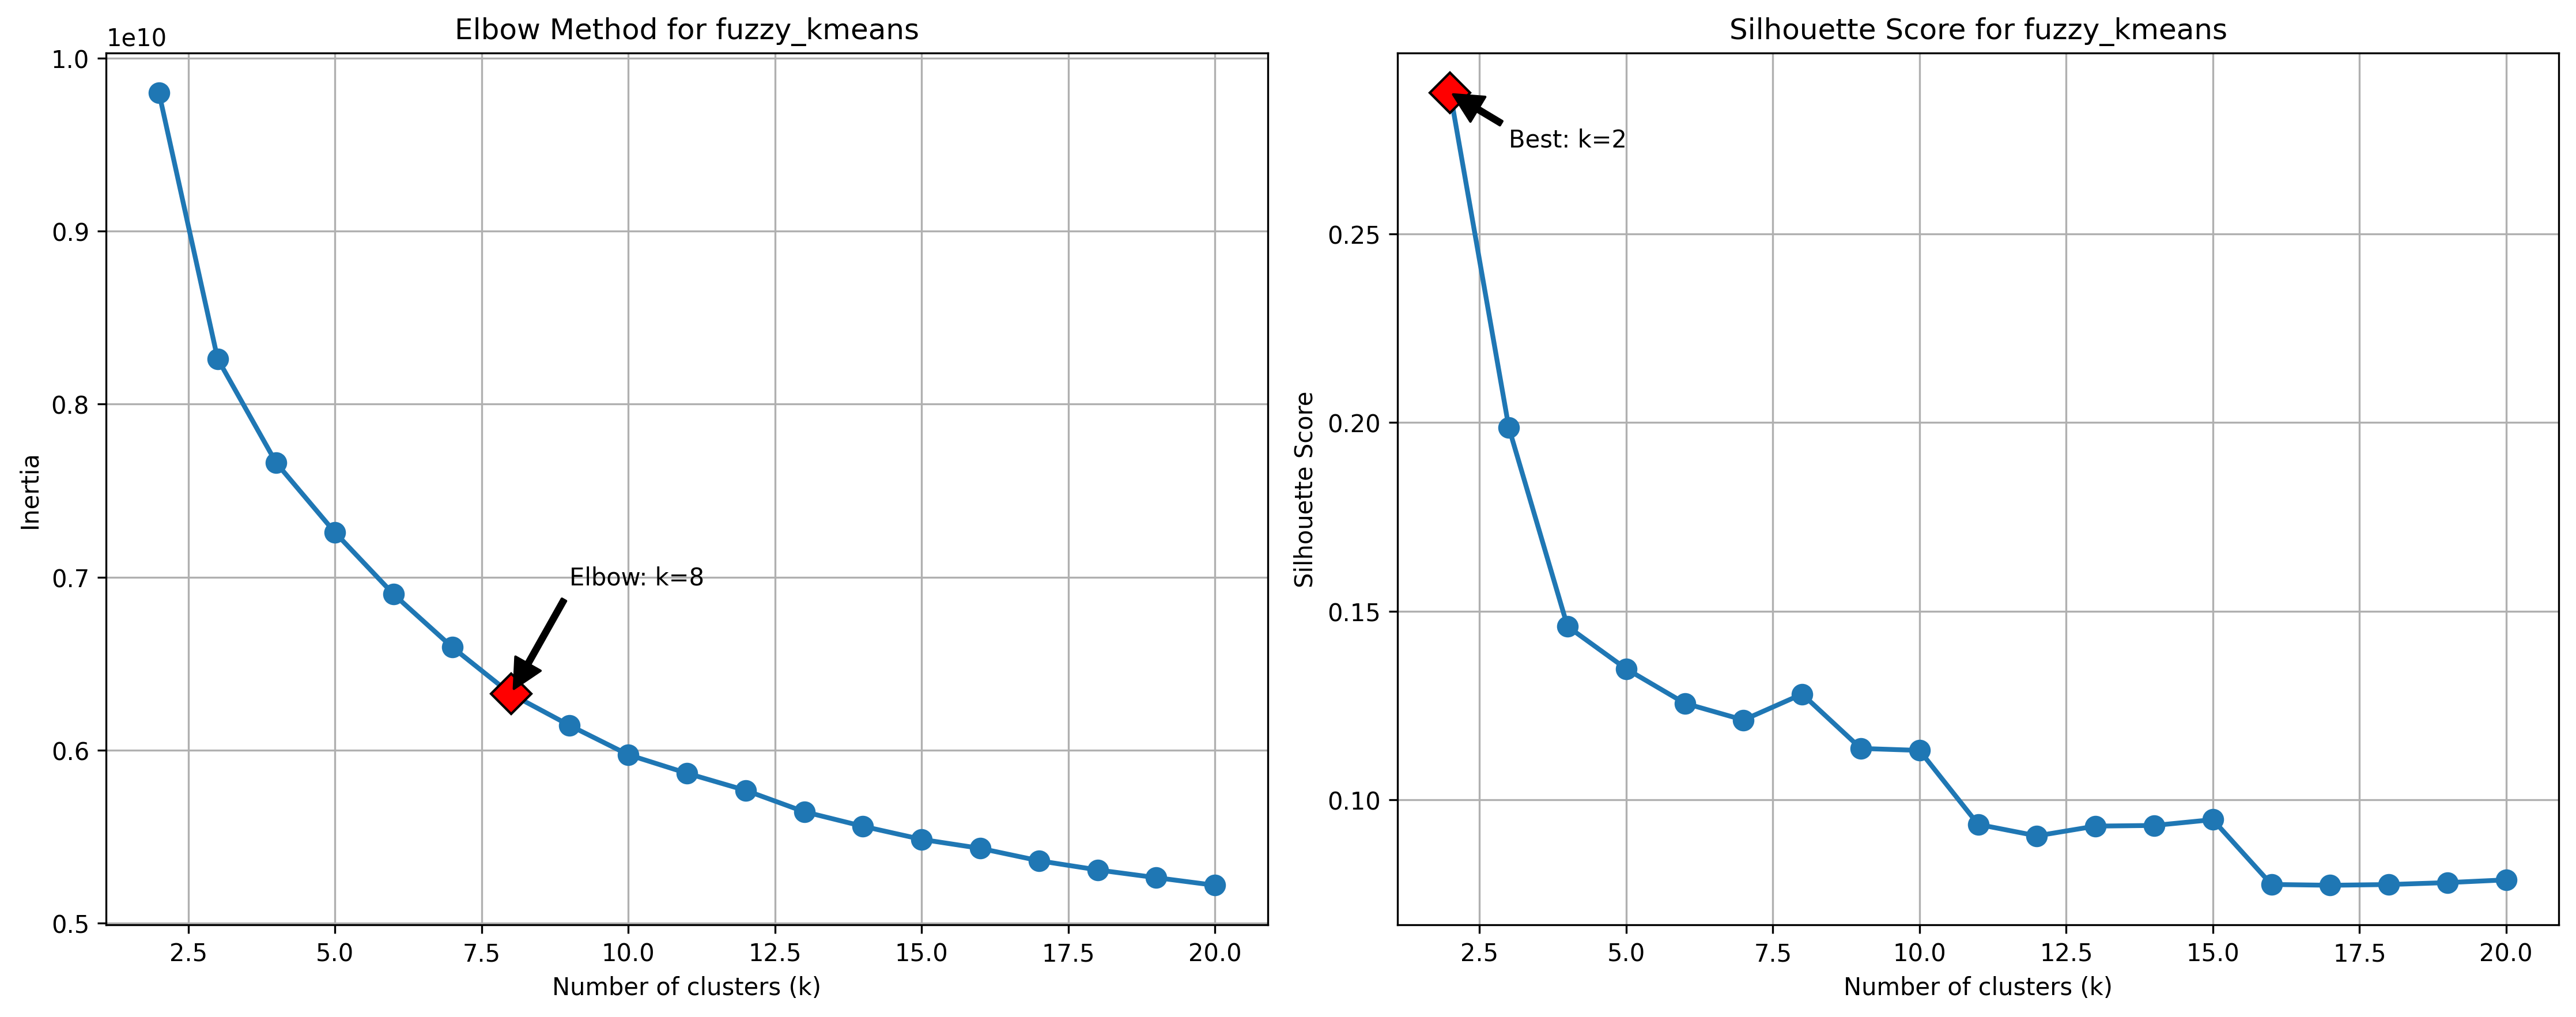 Elbow Method for fuzzy_kmeans
1e10
1.0
0.9
0.8
0.7
0.6
0.5
Inertia
Elbow: k=8
2.5 5.0 7.5 10.0 12.5 15.0 17.5 20.0
Number of clusters (k)
Silhouette Score for fuzzy_kmeans
0.25
0.20
0.15
0.10
Silhouette Score
Best: k=2
2.5 5.0 7.5 10.0 12.5 15.0 17.5 20.0
Number of clusters (k)